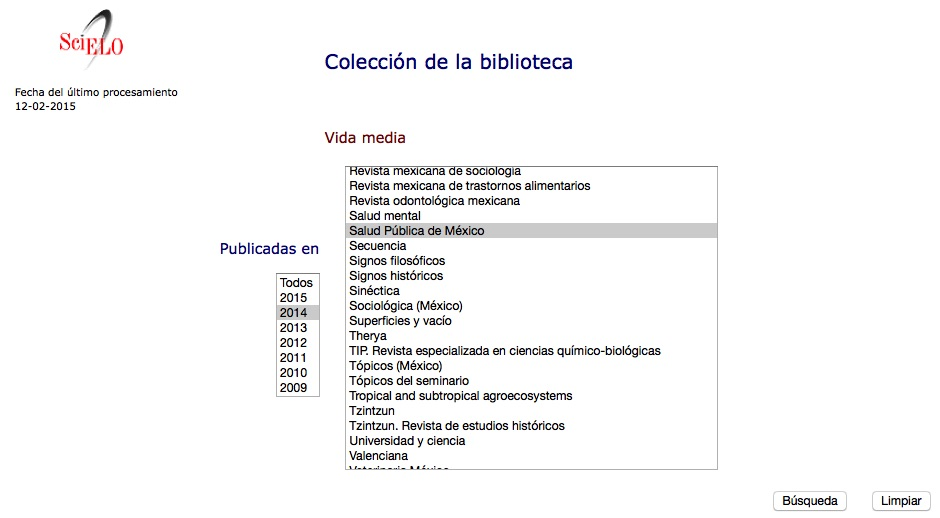 SciELO
Colección de la biblioteca
Fecha del último procesamiento
12-02-2015
Vida media
Revista mexicana de sociología
Revista mexicana de trastornos alimentarios
Revista odontológica mexicana
Salud mental
Salud Pública de México
Secuencia
Signos filosóficos
Signos históricos
Sinéctica
Sociológica (México)
Superficies y vacío
Therya
TIP. Revista especializada en ciencias químico-biológicas
Tópicos (México)
Tópicos del seminario
Tropical and subtropical agroecosystems
Tzintzun
Tzintzun. Revista de estudios históricos
Universidad y ciencia
Valenciana
Veterinaria México
Publicadas en
Todos
2015
2014
2013
2012
2011
2010
2009
Búsqueda
Limpiar